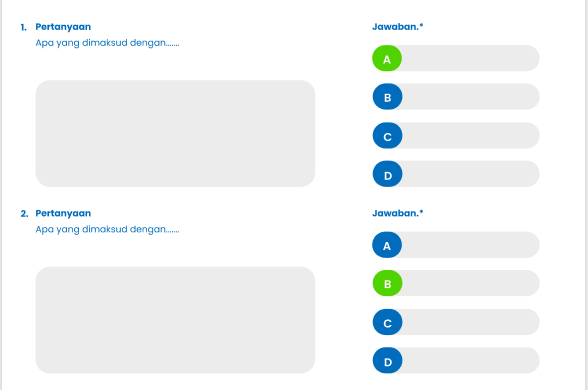 1. Pertanyaan
Apa yang dimaksud dengan.......
Jawaban.*
A
B
C
D
2. Pertanyaan
Apa yang dimaksud dengan.......
Jawaban.*
A
B
C
D